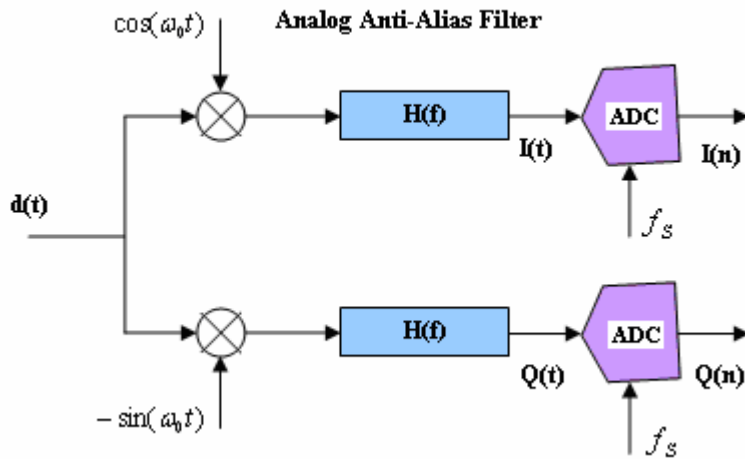 cos(ω₀t)
Analog Anti-Alias Filter
H(f)
ADC
I(t)
I(n)
d(t)
f_S
H(f)
ADC
Q(t)
Q(n)
− sin(ω₀t)
f_S